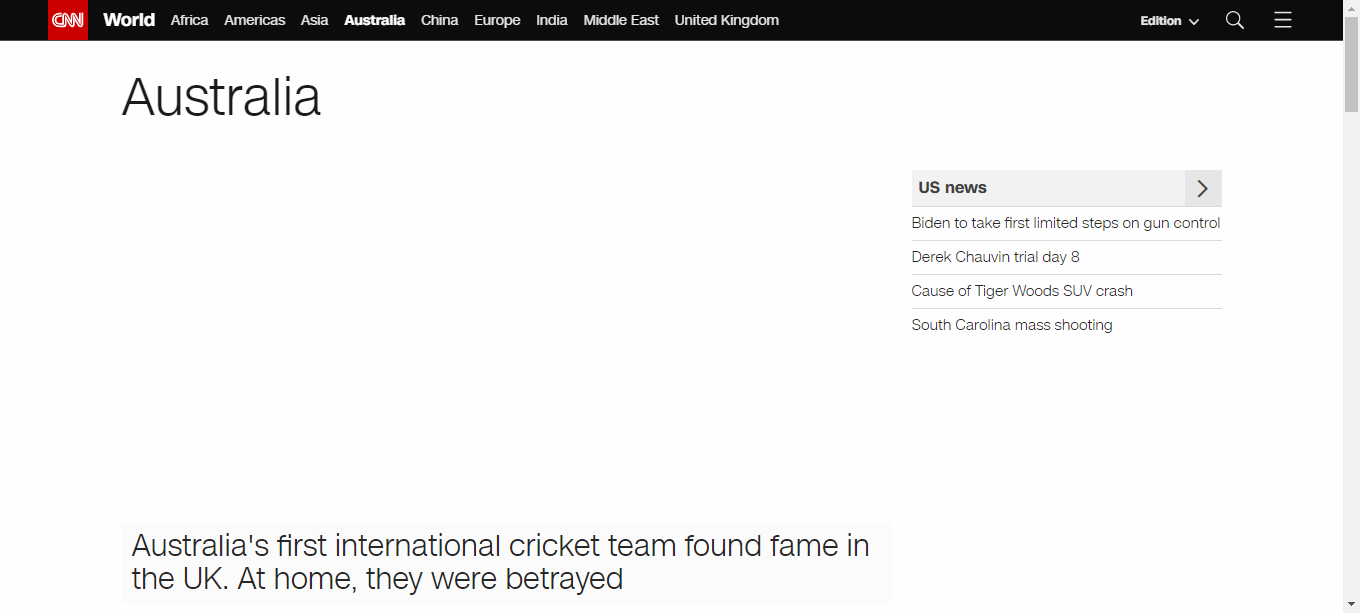 CNN World Africa Americas Asia Australia China Europe India Middle East United Kingdom Edition
Australia
US news
Biden to take first limited steps on gun control
Derek Chauvin trial day 8
Cause of Tiger Woods SUV crash
South Carolina mass shooting
Australia's first international cricket team found fame in
the UK. At home, they were betrayed